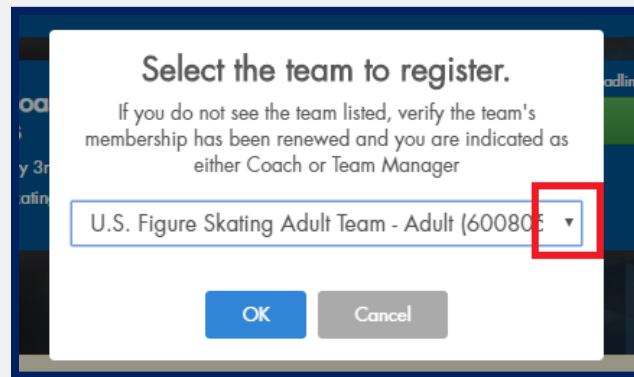 Select the team to register.
If you do not see the team listed, verify the team's
membership has been renewed and you are indicated as
either Coach or Team Manager
U.S. Figure Skating Adult Team - Adult (600805
OK
Cancel